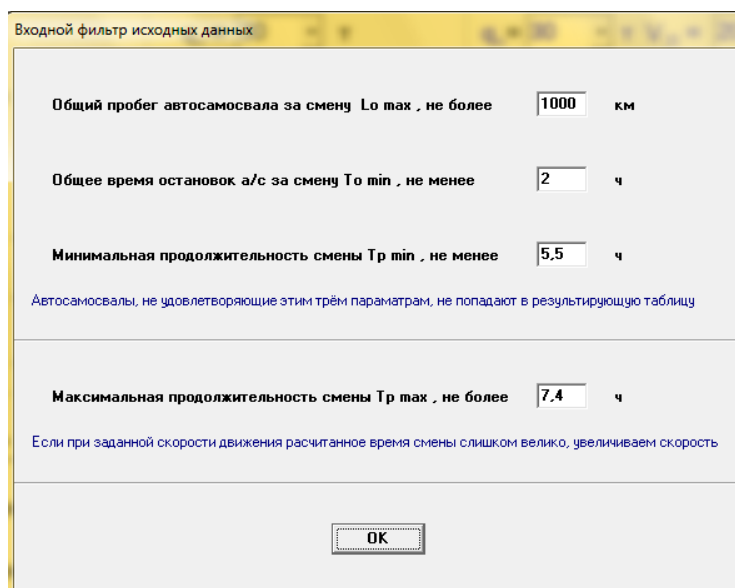 Входной фильтр исходных данных
Общий пробег автосамосвала за смену Lo max , не более 1000 км
Общее время остановок а/с за смену То min , не менее 2 ч
Минимальная продолжительность смены Тр min , не менее 5,5 ч
Автосамосвалы, не удовлетворяющие этим трём параматрам, не попадают в результирующую таблицу
Максимальная продолжительность смены Тр max , не более 7,4 ч
Если при заданной скорости движения расчитанное время смены слишком велико, увеличиваем скорость
OK